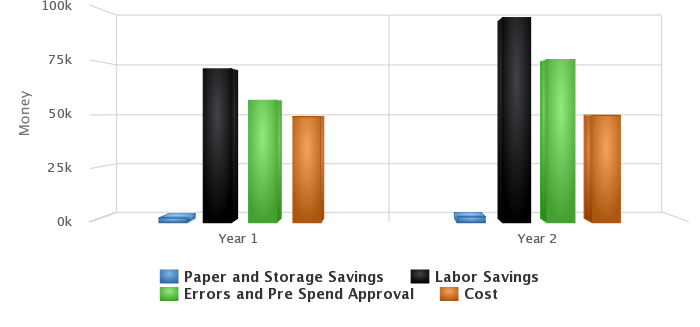 100k
75k
50k
25k
0k
Money
Year 1
Year 2
Paper and Storage Savings
Labor Savings
Errors and Pre Spend Approval
Cost